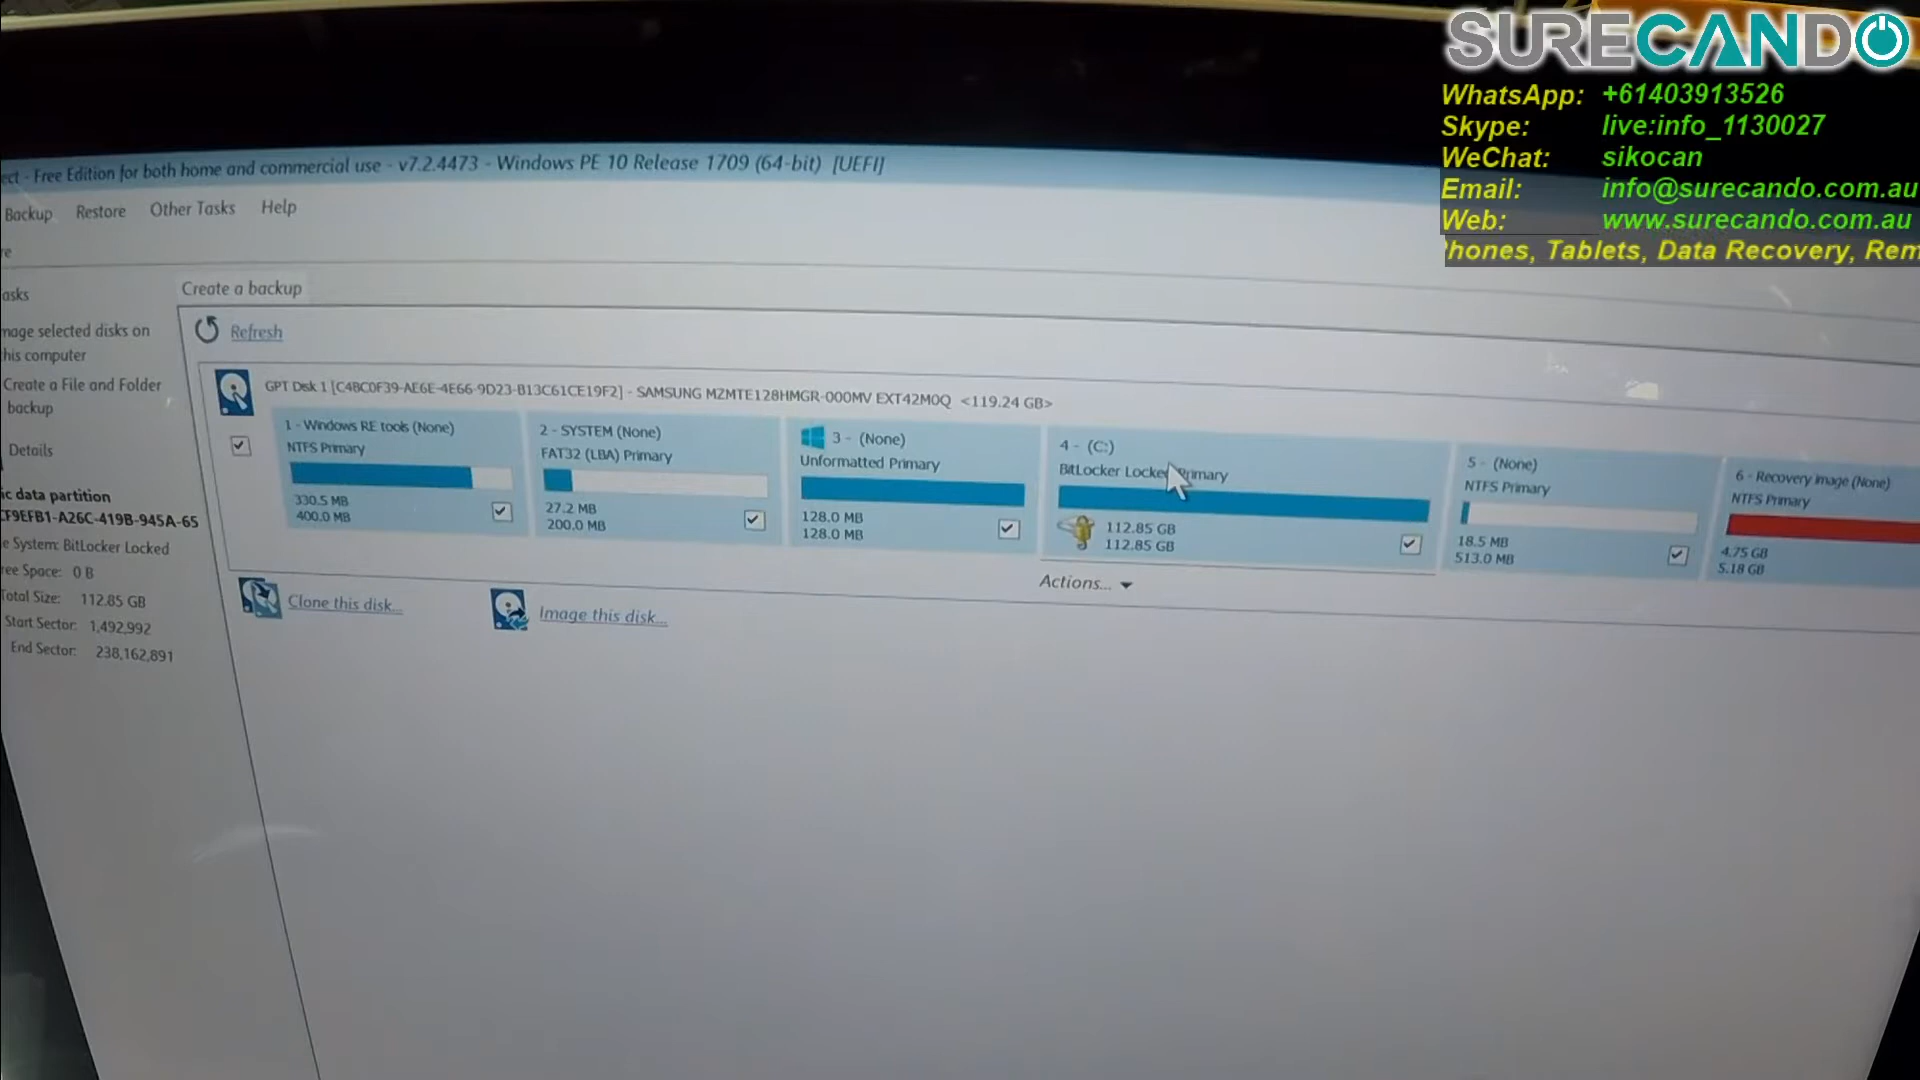 SURECANDO
WhatsApp: +61403913526
Skype: live:info_1130027
WeChat: sikocan
Email: info@surecando.com.au
Web: www.surecando.com.au
hones, Tablets, Data Recovery, Rem
ect - Free Edition for both home and commercial use - v7.2.4473 - Windows PE 10 Release 1709 (64-bit) [UEFI]
Backup Restore Other Tasks Help
re
asks
mage selected disks on
his computer
Create a File and Folder
backup
Details
ic data partition
CF9EFB1-A26C-419B-945A-65
e System: BitLocker Locked
ree Space: 0 B
Total Size: 112.85 GB
Start Sector: 1,492,992
End Sector: 238,162,891
Create a backup
Refresh
GPT Disk 1 [C4BC0F39-AE6E-4E66-9D23-B13C61CE19F2] - SAMSUNG MZMTE128HMGR-000MV EXT42M0Q <119.24 GB>
1 - Windows RE tools (None)
NTFS Primary
330.5 MB
400.0 MB
2 - SYSTEM (None)
FAT32 (LBA) Primary
27.2 MB
200.0 MB
3 - (None)
Unformatted Primary
128.0 MB
128.0 MB
4 - (C:)
BitLocker Locked Primary
112.85 GB
112.85 GB
5 - (None)
NTFS Primary
18.5 MB
513.0 MB
6 - Recovery image (None)
NTFS Primary
4.75 GB
5.18 GB
Actions...
Clone this disk...
Image this disk...